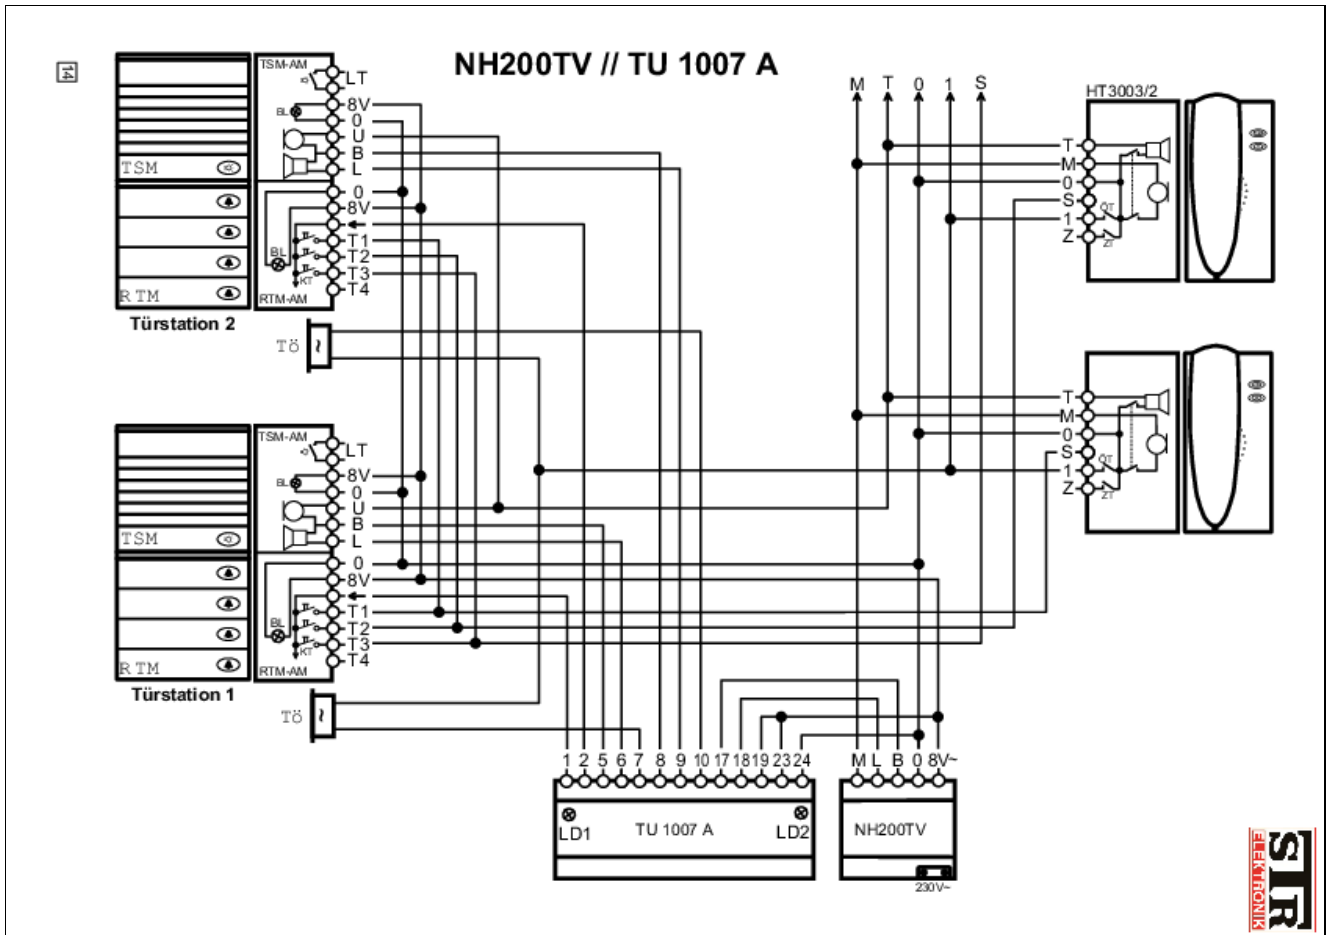 NH200TV // TU 1007 A
14
TSM-AM
LT
8V
BL
0
U
B
L
TSM
0
8V
T1
T2
BL
T3
KT
T4
RTM
RTM-AM
Türstation 2
TÖ
M T 0 1 S
HT3003/2
T
M
0
S
ÖT
1
Z
ZT
TSM-AM
LT
8V
BL
0
U
B
L
TSM
0
8V
T1
T2
BL
T3
KT
T4
RTM
RTM-AM
Türstation 1
TÖ
T
M
0
S
ÖT
1
Z
ZT
1 2 5 6 7 8 9 10 17 18 19 23 24
M L B 0 8V~
LD1
TU 1007 A
LD2
NH200TV
230V~
STR
ELEKTRONIK